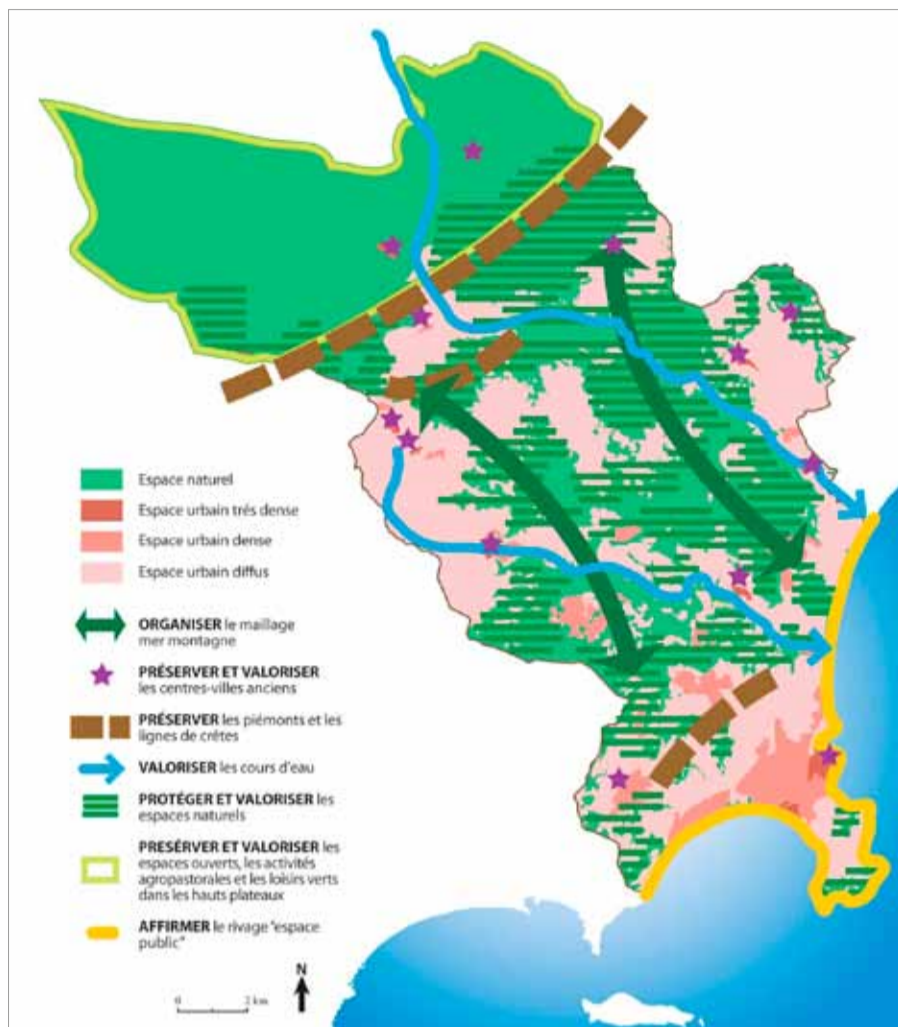 Espace naturel
Espace urbain trés dense
Espace urbain dense
Espace urbain diffus
ORGANISER le maillage
mer montagne
PRÉSERVER ET VALORISER
les centres-villes anciens
PRÉSERVER les piémonts et les
lignes de crêtes
VALORISER les cours d'eau
PROTÉGER ET VALORISER les
espaces naturels
PRESÉRVER ET VALORISER les
espaces ouverts, les activités
agropastorales et les loisirs verts
dans les hauts plateaux
AFFIRMER le rivage "espace
public"
N
0 2 km